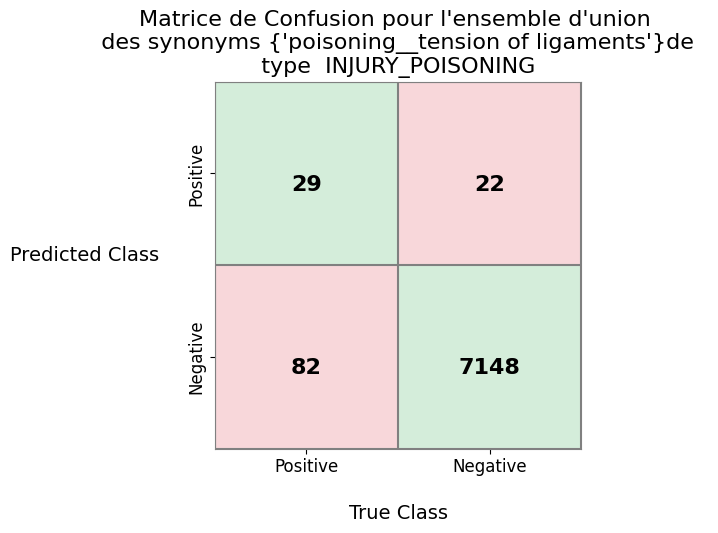 Matrice de Confusion pour l'ensemble d'union
des synonyms {'poisoning__tension of ligaments'}de
type  INJURY_POISONING
Positive
29
22
Predicted Class
Negative
82
7148
Positive
Negative
True Class